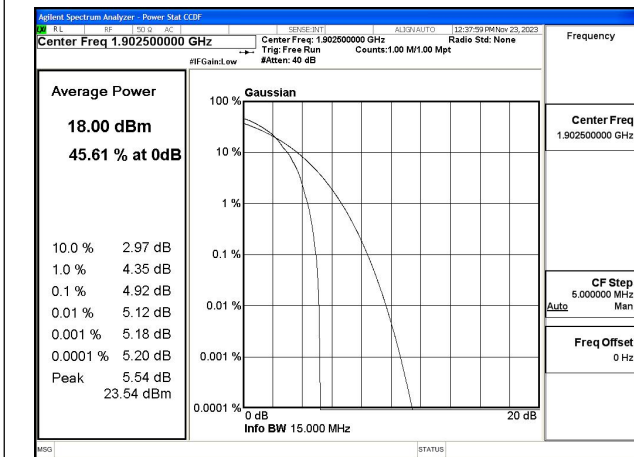 Agilent Spectrum Analyzer - Power Stat CCDF
RL RF 50 Ω AC SENSE:INT ALIGN AUTO 12:37:59 PM Nov 23, 2023
Center Freq 1.902500000 GHz
Center Freq: 1.902500000 GHz Radio Std: None
Trig: Free Run Counts:1.00 M/1.00 Mpt
#IFGain:Low #Atten: 40 dB
Frequency
Average Power
18.00 dBm
45.61 % at 0dB
10.0 % 2.97 dB
1.0 % 4.35 dB
0.1 % 4.92 dB
0.01 % 5.12 dB
0.001 % 5.18 dB
0.0001 % 5.20 dB
Peak 5.54 dB
23.54 dBm
Gaussian
100 %
10 %
1 %
0.1 %
0.01 %
0.001 %
0.0001 %
0 dB 20 dB
Info BW 15.000 MHz
Center Freq
1.902500000 GHz
CF Step
5.000000 MHz
Auto Man
Freq Offset
0 Hz
MSG STATUS